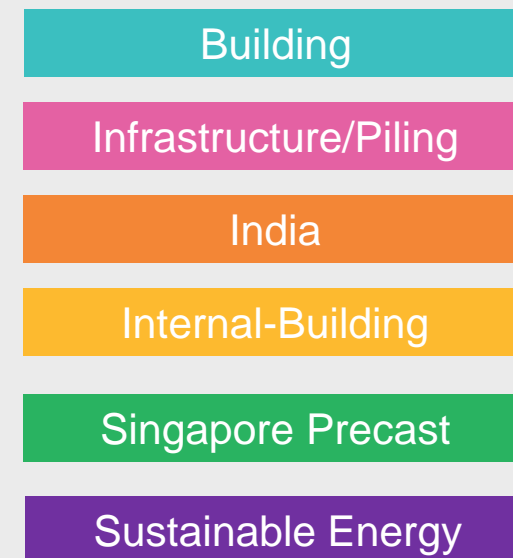 Building
Infrastructure/Piling
India
Internal-Building
Singapore Precast
Sustainable Energy